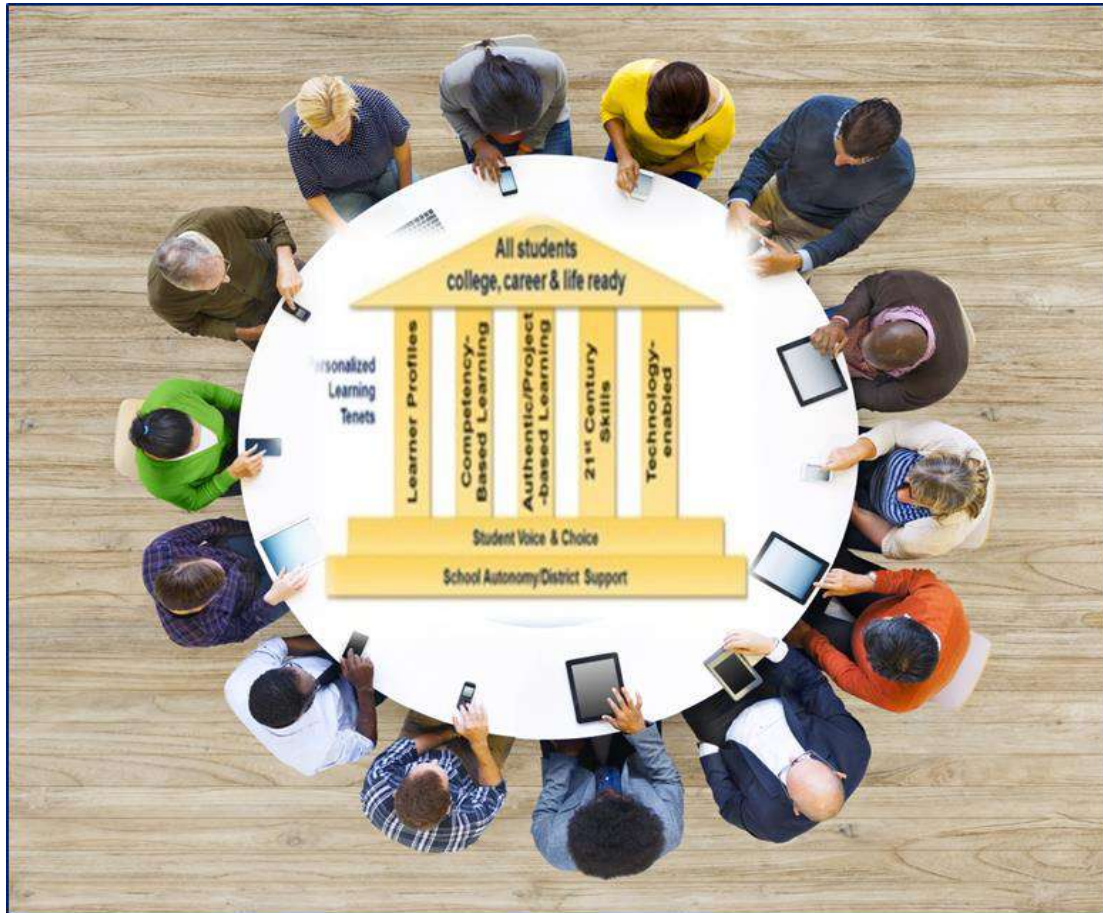 All students
college, career & life ready
Personalized
Learning
Tenets
Learner Profiles
Competency-
Based Learning
Authentic/Project
-based Learning
21st Century
Skills
Technology-
enabled
Student Voice & Choice
School Autonomy/District Support